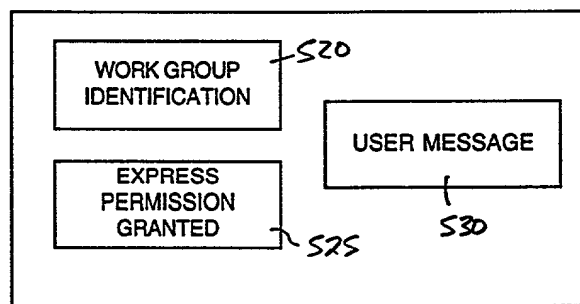 WORK GROUP
IDENTIFICATION
520
USER MESSAGE
530
EXPRESS
PERMISSION
GRANTED
525